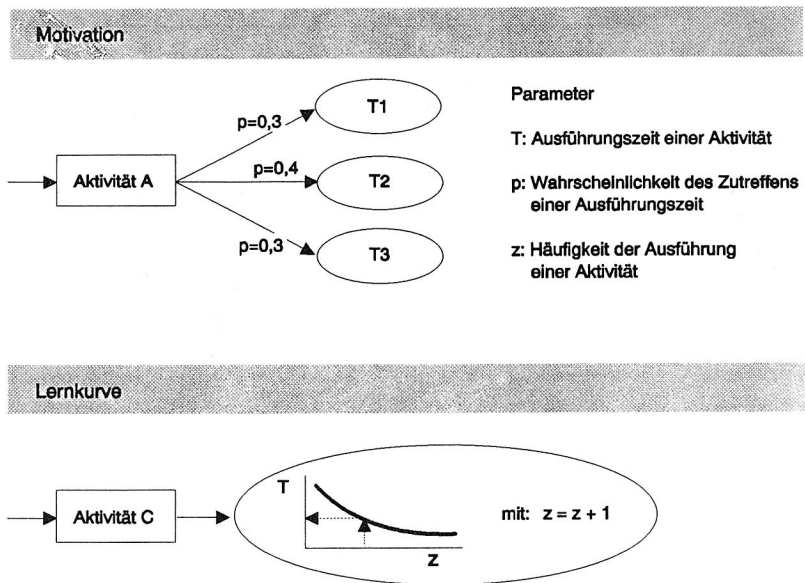 Motivation
p=0,3
T1
Aktivität A
p=0,4
T2
p=0,3
T3
Parameter
T: Ausführungszeit einer Aktivität
p: Wahrscheinlichkeit des Zutreffens
einer Ausführungszeit
z: Häufigkeit der Ausführung
einer Aktivität
Lernkurve
Aktivität C
T
z
mit: z = z + 1